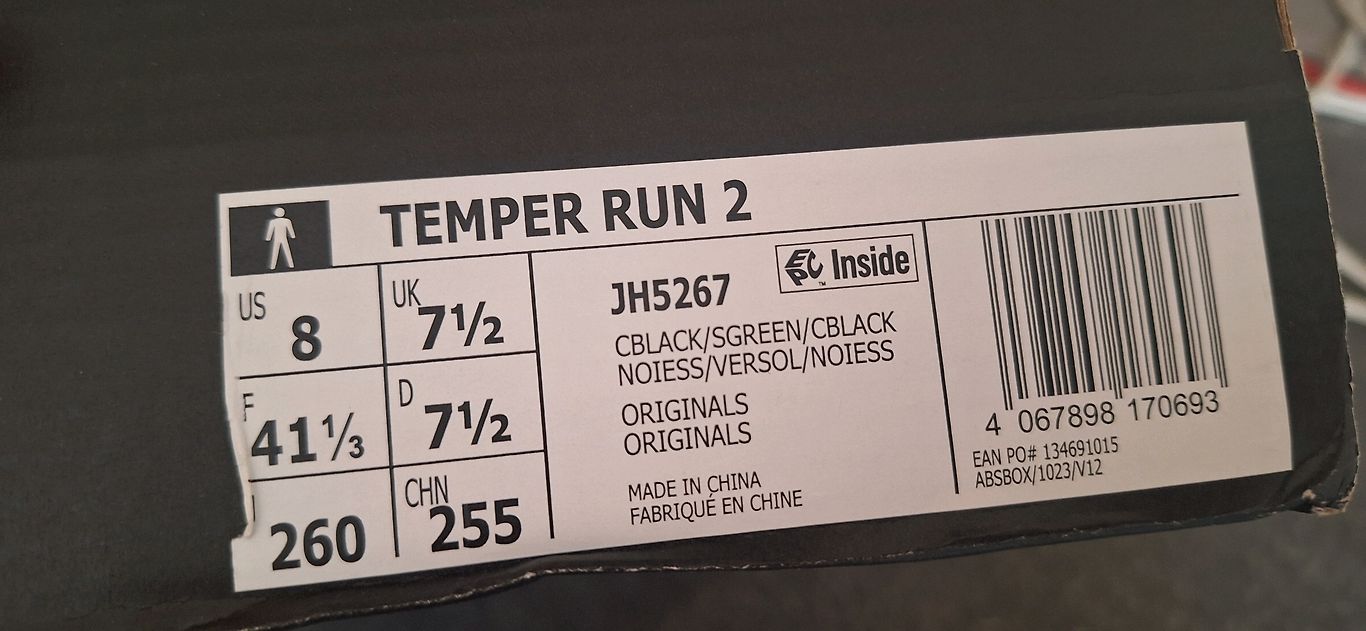 TEMPER RUN 2
US 8
UK 7½
F 41⅓
D 7½
260
CHN 255
JH5267
EPC™ Inside
CBLACK/SGREEN/CBLACK
NOIESS/VERSOL/NOIESS
ORIGINALS
ORIGINALS
MADE IN CHINA
FABRIQUÉ EN CHINE
4 067898 170693
EAN PO# 134691015
ABSBOX/1023/V12